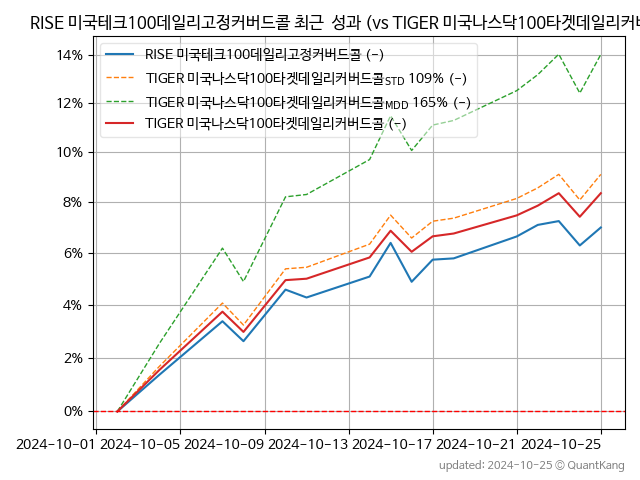 RISE 미국테크100데일리고정커버드콜 최근 성과 (vs TIGER 미국나스닥100타겟데일리커버
RISE 미국테크100데일리고정커버드콜 (-)
TIGER 미국나스닥100타겟데일리커버드콜STD 109% (-)
TIGER 미국나스닥100타겟데일리커버드콜MDD 165% (-)
TIGER 미국나스닥100타겟데일리커버드콜 (-)
14%
12%
10%
8%
6%
4%
2%
0%
2024-10-01 2024-10-05 2024-10-09 2024-10-13 2024-10-17 2024-10-21 2024-10-25
updated: 2024-10-25 © QuantKang